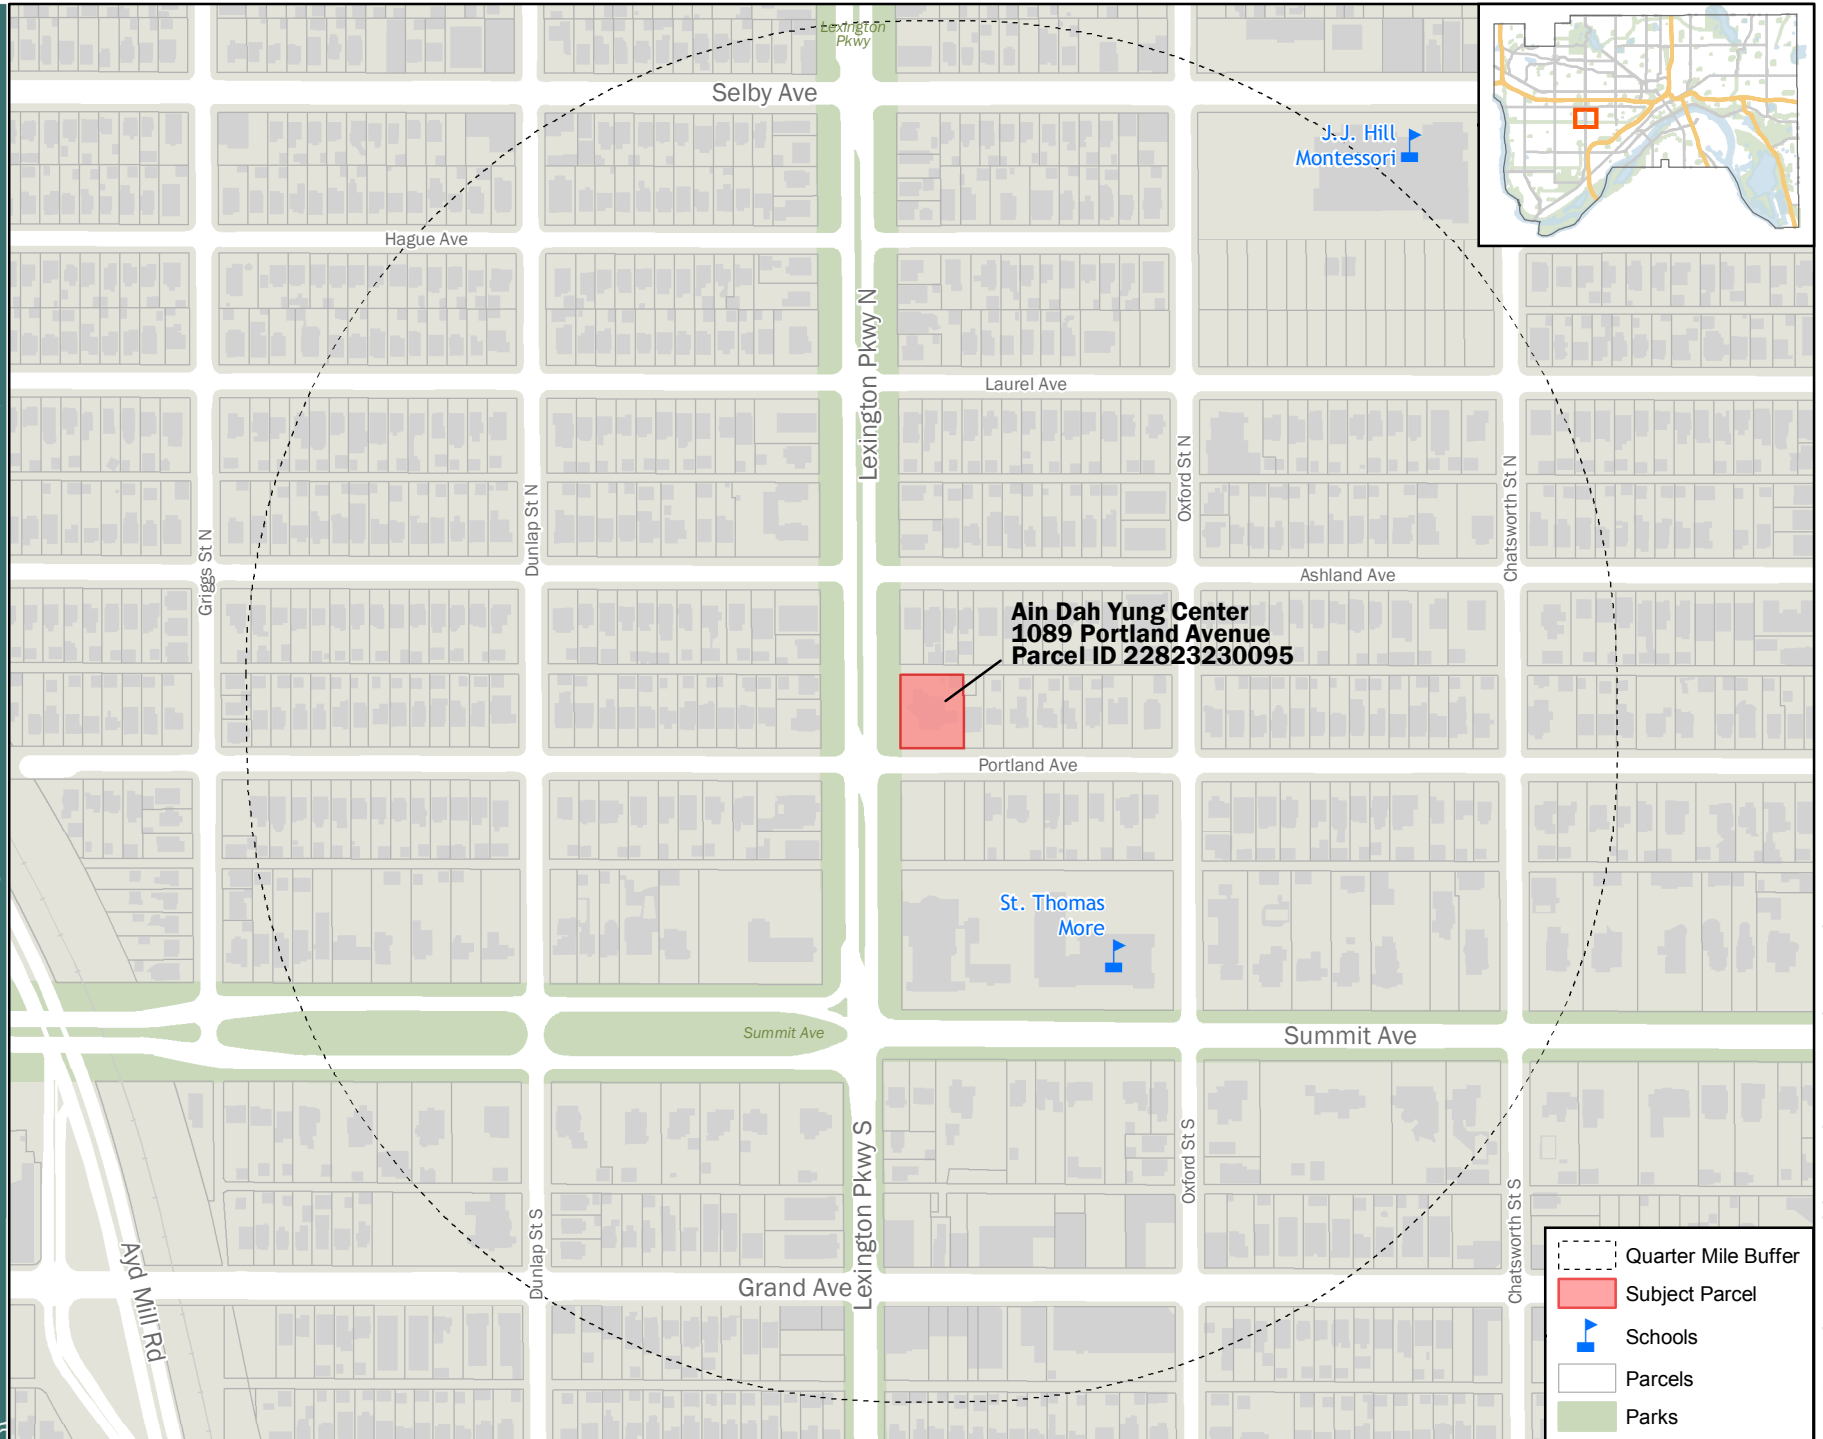 Lexington
Pkwy
Selby Ave
J.J. Hill
Montessori
Hague Ave
Lexington Pkwy N
Laurel Ave
Oxford St N
Chatsworth St N
Dunlap St N
Griggs St N
Ashland Ave
Ain Dah Yung Center
1089 Portland Avenue
Parcel ID 22823230095
Portland Ave
St. Thomas
More
Summit Ave
Summit Ave
Lexington Pkwy S
Oxford St S
Chatsworth St S
Dunlap St S
Ayd Mill Rd
Grand Ave
Quarter Mile Buffer
Subject Parcel
Schools
Parcels
Parks